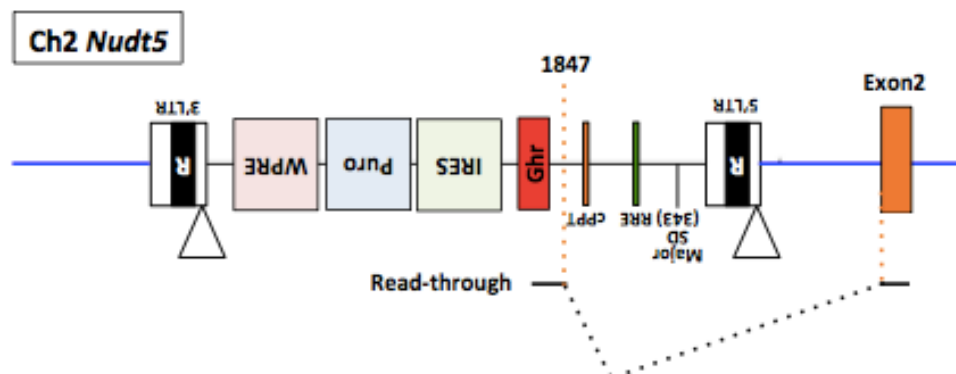 Ch2 Nudt5
1847
Exon2
3'LTR
5'LTR
R
WPRE
Puro
IRES
Ghr
R
cPPT
RRE
Major
SD
(343)
Read-through